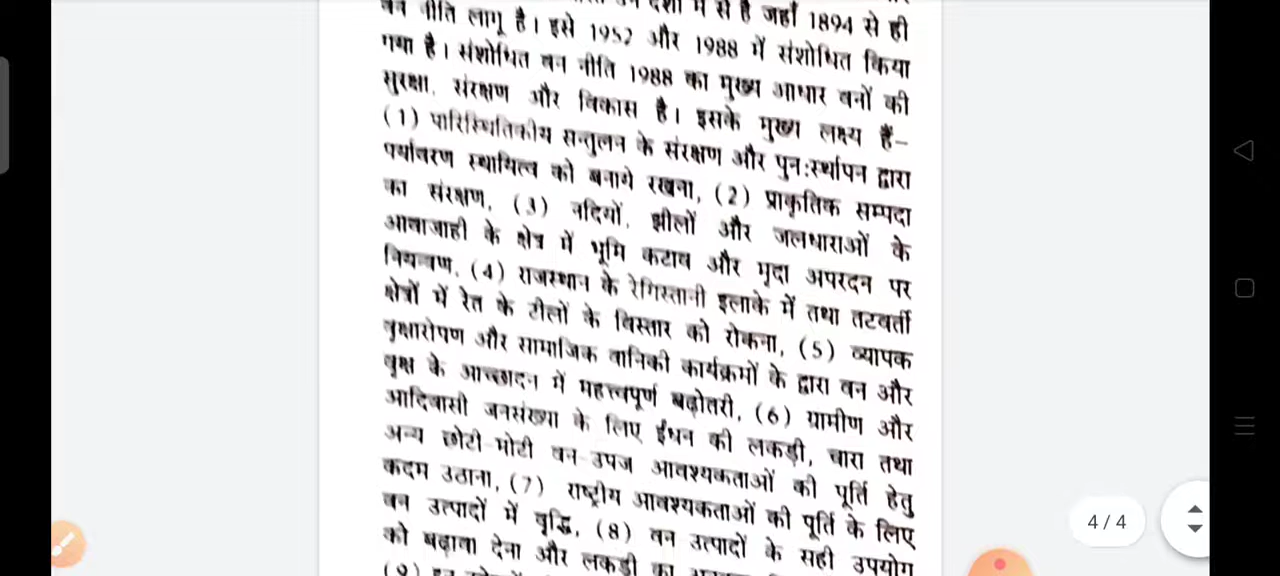 देशों में से है जहाँ 1894 से ही
वन नीति लागू है। इसे 1952 और 1988 में संशोधित किया
गया है। संशोधित वन नीति 1988 का मुख्य आधार वनों की
सुरक्षा, संरक्षण और विकास है। इसके मुख्य लक्ष्य हैं–
(1) पारिस्थितिकीय सन्तुलन के संरक्षण और पुनःर्स्थापन द्वारा
पर्यावरण स्थायित्व को बनागे रखना, (2) प्राकृतिक सम्पदा
का संरक्षण, (3) नदियों, झीलों और जलधाराओं के
आवाजाही के क्षेत्र में भूमि कटाव और मृदा अपरदन पर
नियन्त्रण, (4) राजस्थान के रेगिस्तानी इलाके में तथा तटवर्ती
क्षेत्रों में रेत के टीलों के विस्तार को रोकना, (5) व्यापक
वृक्षारोपण और सामाजिक वानिकी कार्यक्रमों के द्वारा वन और
वृक्ष के आच्छादन में महत्त्वपूर्ण बढ़ोतरी, (6) ग्रामीण और
आदिवासी जनसंख्या के लिए ईंधन की लकड़ी, चारा तथा
अन्य छोटी-मोटी वन-उपज आवश्यकताओं की पूर्ति हेतु
कदम उठाना, (7) राष्ट्रीय आवश्यकताओं की पूर्ति के लिए
वन उत्पादों में वृद्धि, (8) वन उत्पादों के सही उपयोग
को बढ़ावा देना और लकड़ी का
(9)
4/4